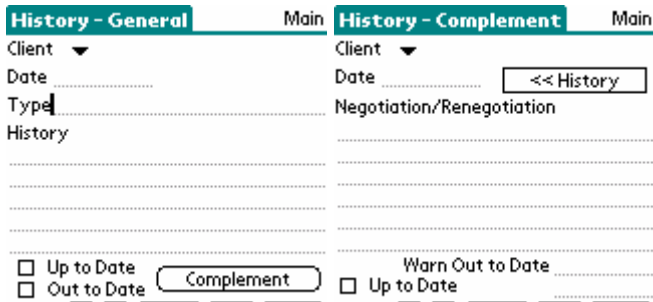 History - General Main
Client
Date
Type
History
Up to Date
Out to Date Complement
History - Complement Main
Client
Date << History
Negotiation/Renegotiation
Warn Out to Date
Up to Date